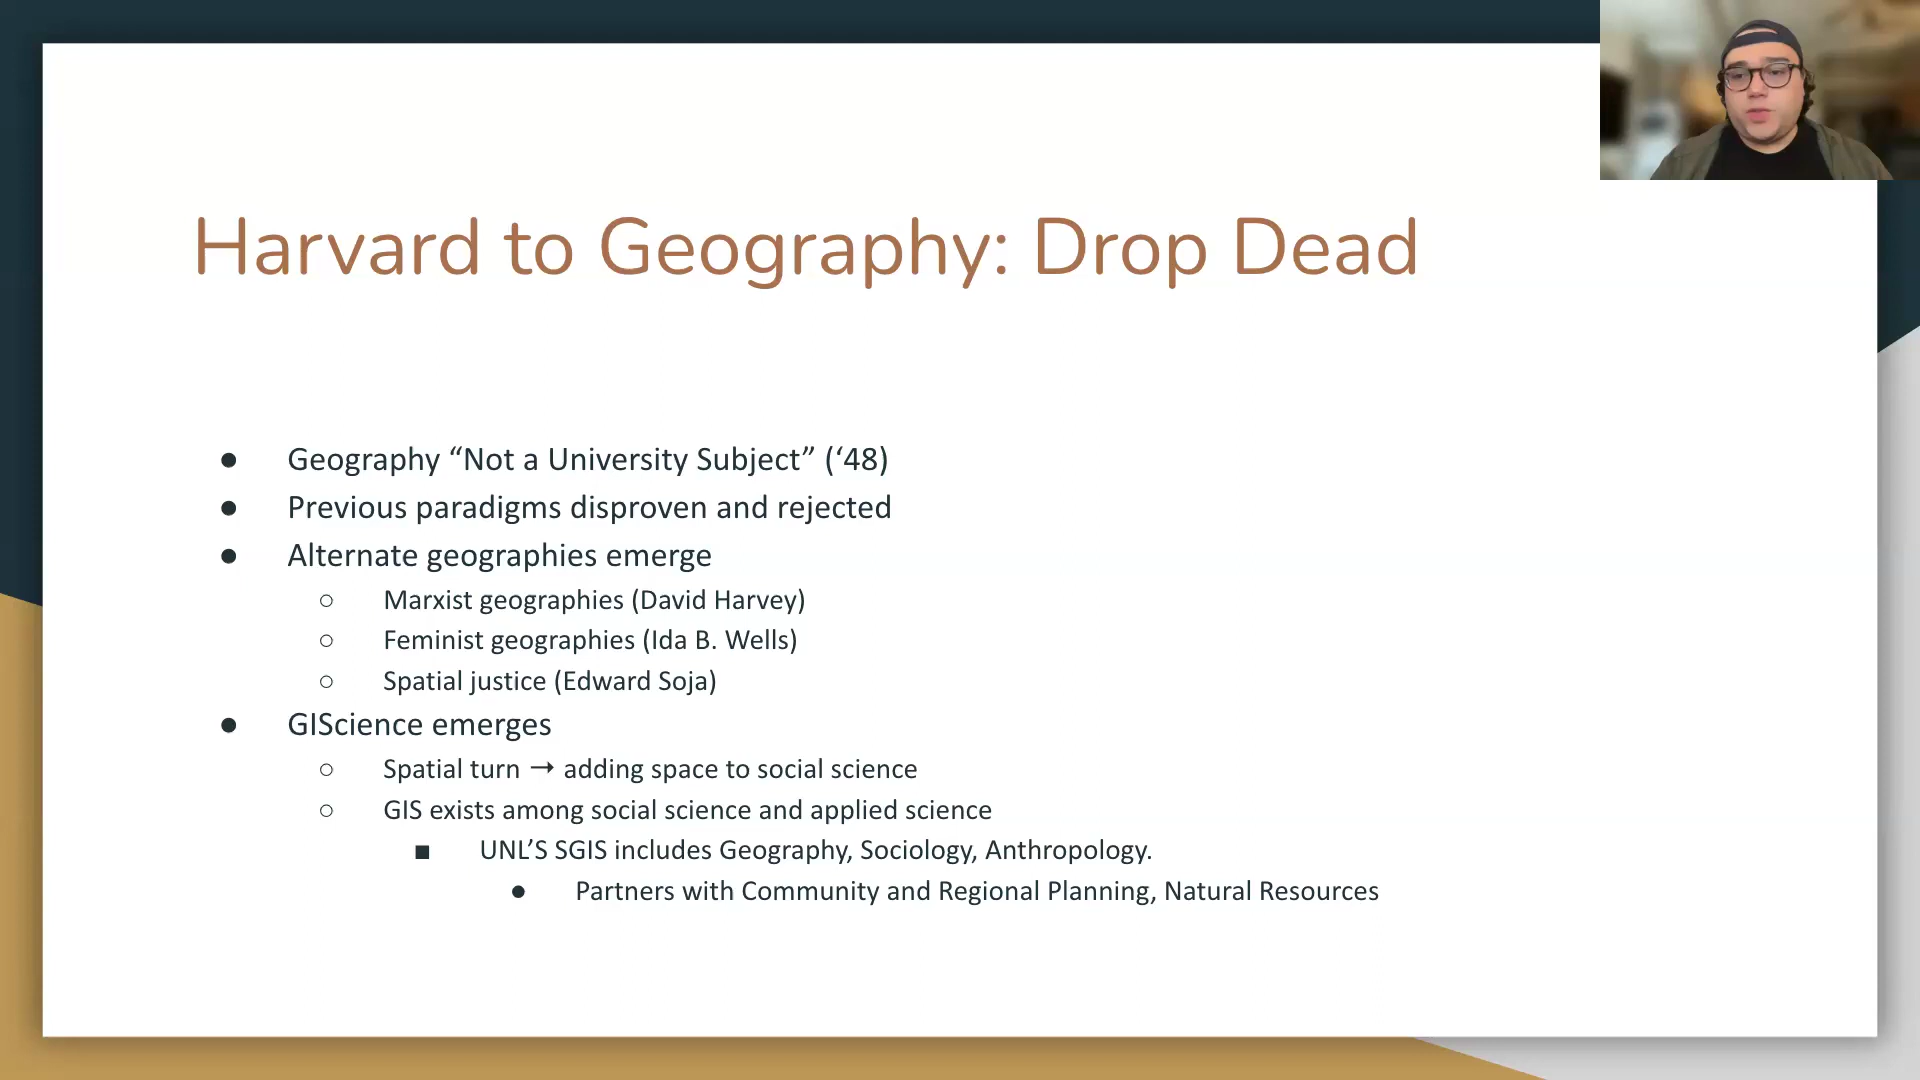 Harvard to Geography: Drop Dead
● Geography “Not a University Subject” (‘48)
● Previous paradigms disproven and rejected
● Alternate geographies emerge
○ Marxist geographies (David Harvey)
○ Feminist geographies (Ida B. Wells)
○ Spatial justice (Edward Soja)
● GIScience emerges
○ Spatial turn → adding space to social science
○ GIS exists among social science and applied science
■ UNL’S SGIS includes Geography, Sociology, Anthropology.
● Partners with Community and Regional Planning, Natural Resources